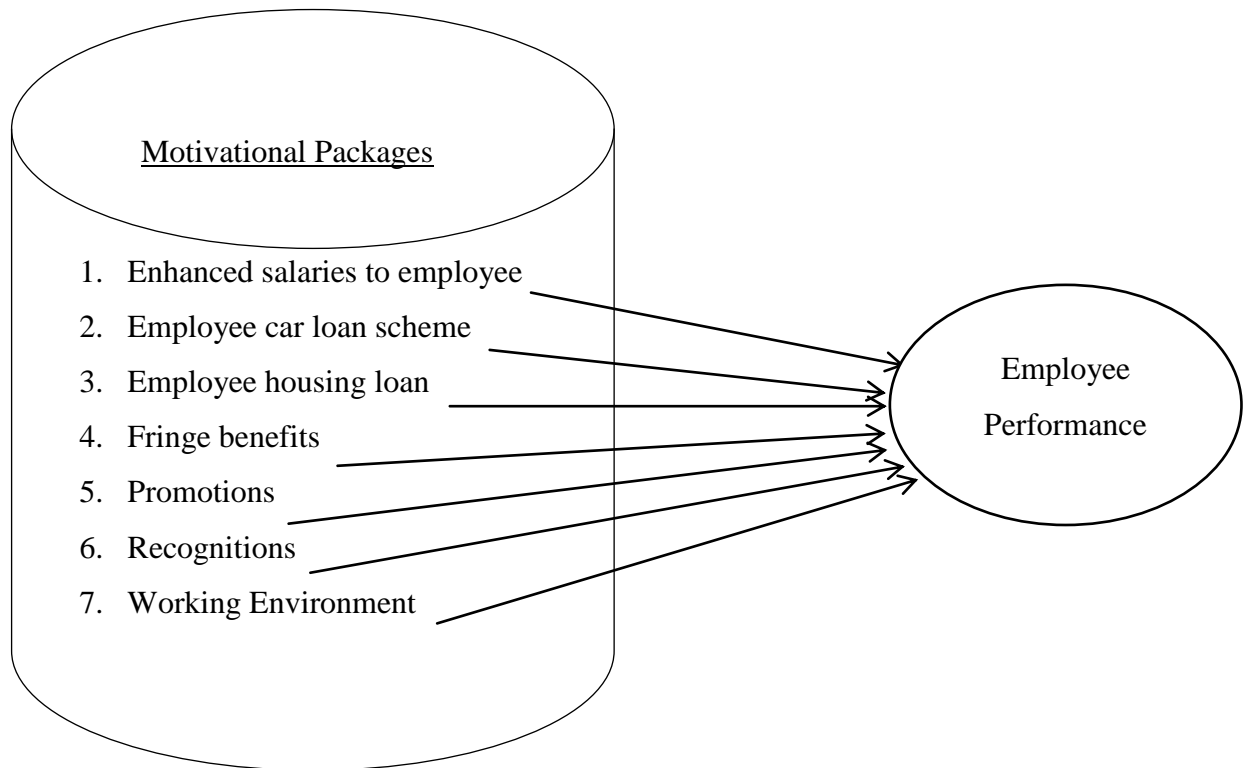 Motivational Packages
1. Enhanced salaries to employee
2. Employee car loan scheme
3. Employee housing loan
4. Fringe benefits
5. Promotions
6. Recognitions
7. Working Environment
Employee
Performance